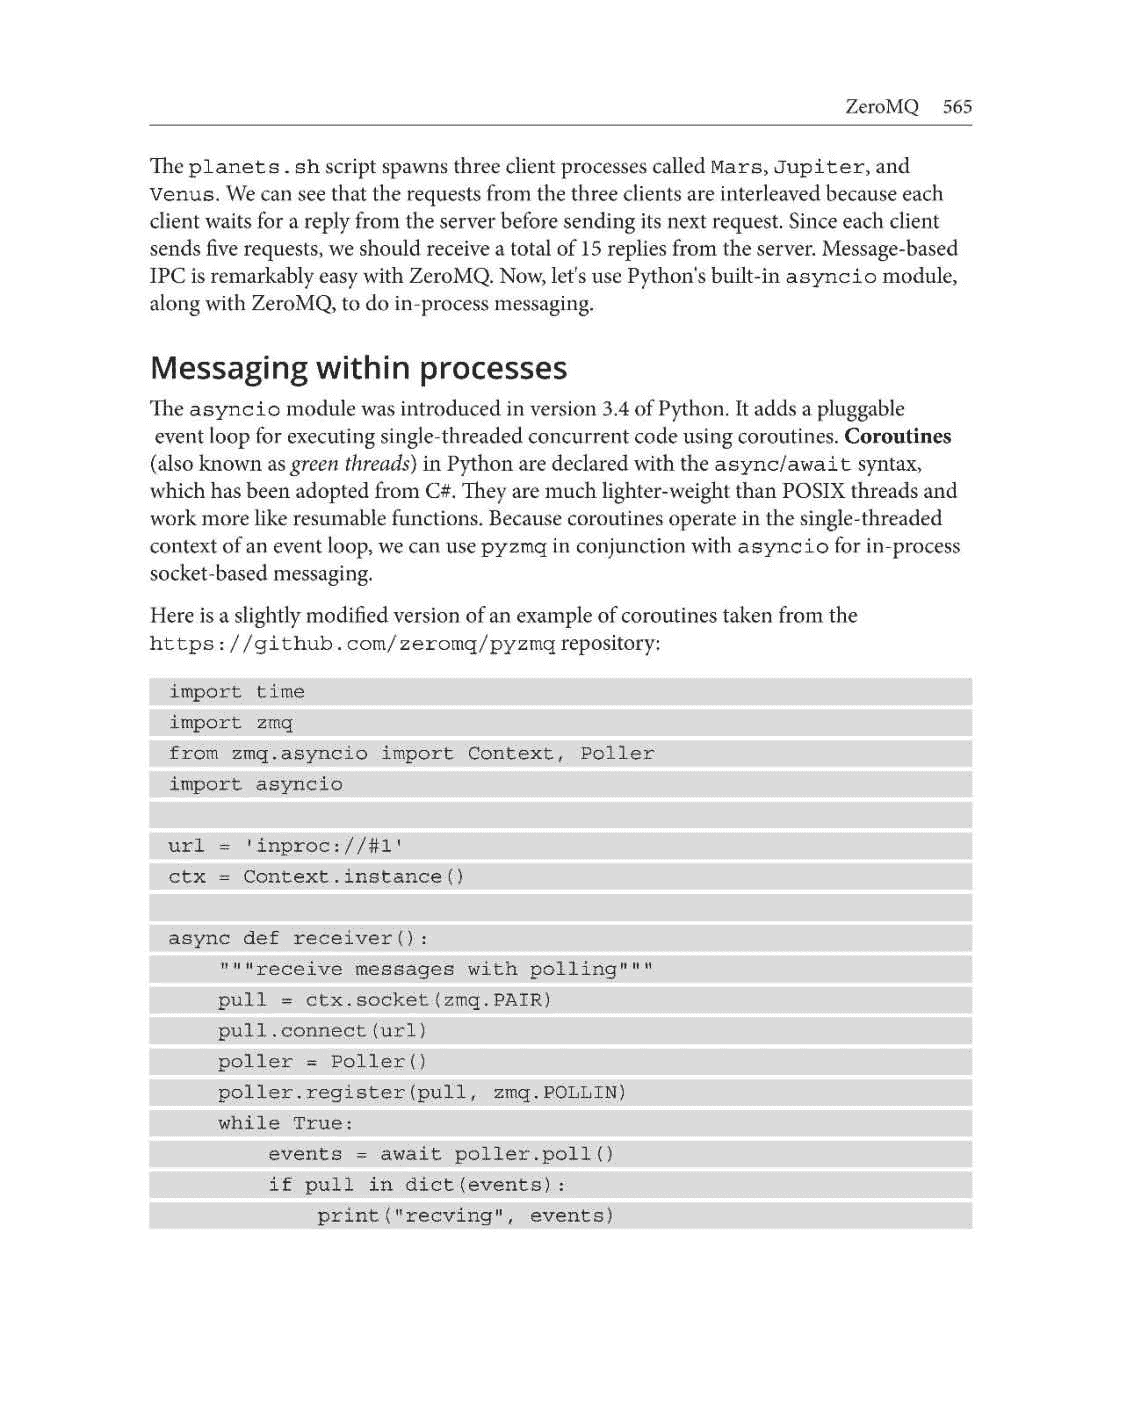 ZeroMQ 565
The planets.sh script spawns three client processes called Mars, Jupiter, and
Venus. We can see that the requests from the three clients are interleaved because each
client waits for a reply from the server before sending its next request. Since each client
sends five requests, we should receive a total of 15 replies from the server. Message-based
IPC is remarkably easy with ZeroMQ. Now, let's use Python's built-in asyncio module,
along with ZeroMQ, to do in-process messaging.
Messaging within processes
The asyncio module was introduced in version 3.4 of Python. It adds a pluggable
event loop for executing single-threaded concurrent code using coroutines. Coroutines
(also known as green threads) in Python are declared with the async/await syntax,
which has been adopted from C#. They are much lighter-weight than POSIX threads and
work more like resumable functions. Because coroutines operate in the single-threaded
context of an event loop, we can use pyzmq in conjunction with asyncio for in-process
socket-based messaging.
Here is a slightly modified version of an example of coroutines taken from the
https://github.com/zeromq/pyzmq repository:
import time
import zmq
from zmq.asyncio import Context, Poller
import asyncio
url = 'inproc://#1'
ctx = Context.instance()
async def receiver():
    """receive messages with polling"""
    pull = ctx.socket(zmq.PAIR)
    pull.connect(url)
    poller = Poller()
    poller.register(pull, zmq.POLLIN)
    while True:
        events = await poller.poll()
        if pull in dict(events):
            print("recving", events)